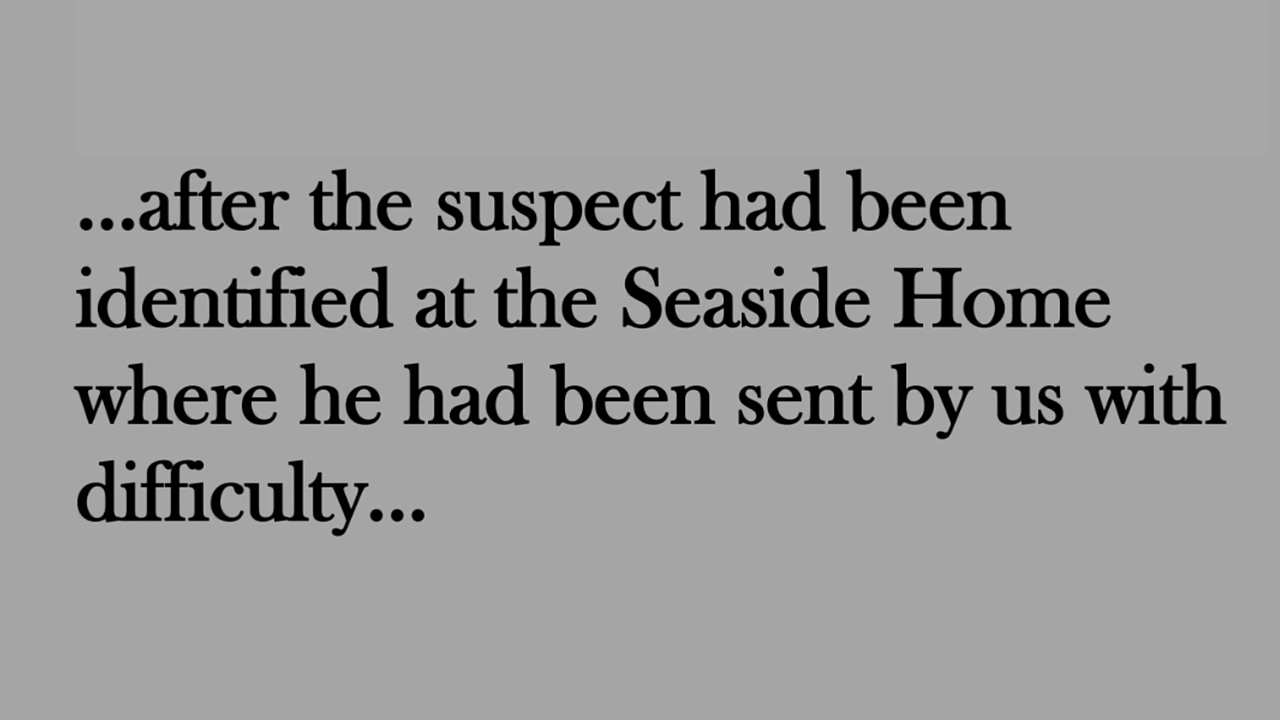 ...after the suspect had been
identified at the Seaside Home
where he had been sent by us with
difficulty...